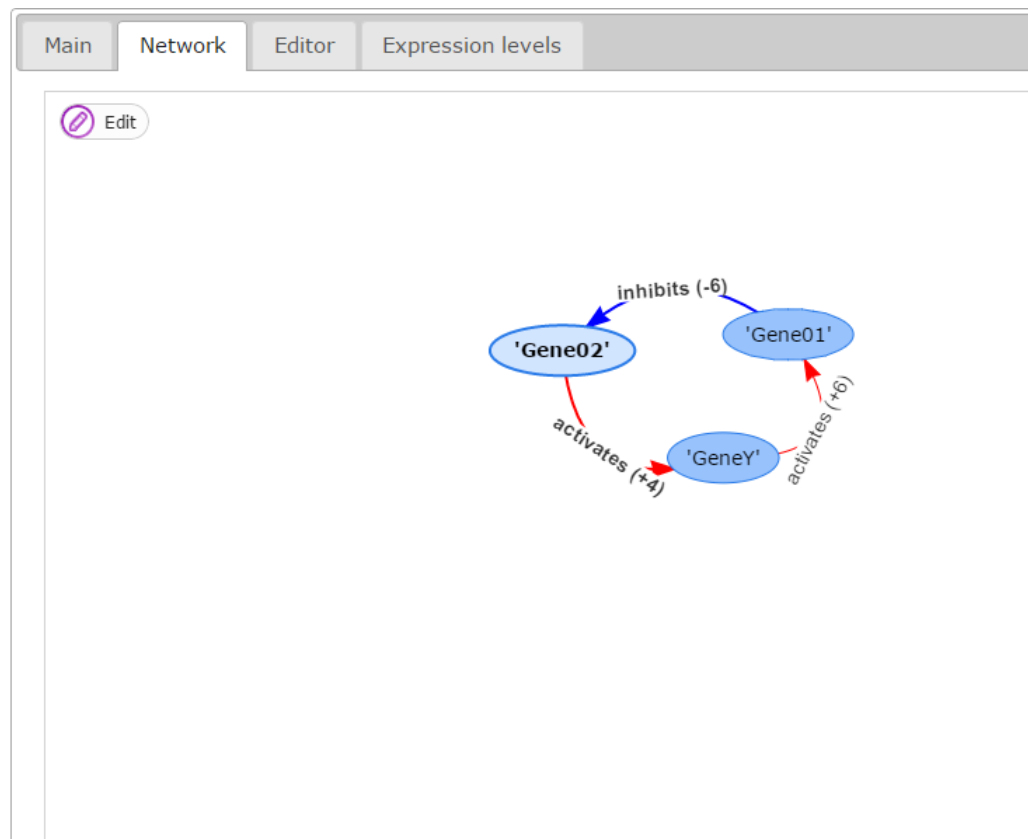 Main Network Editor Expression levels
Edit
inhibits (-6)
'Gene01'
'Gene02'
activates (+6)
activates (+4)
'GeneY'